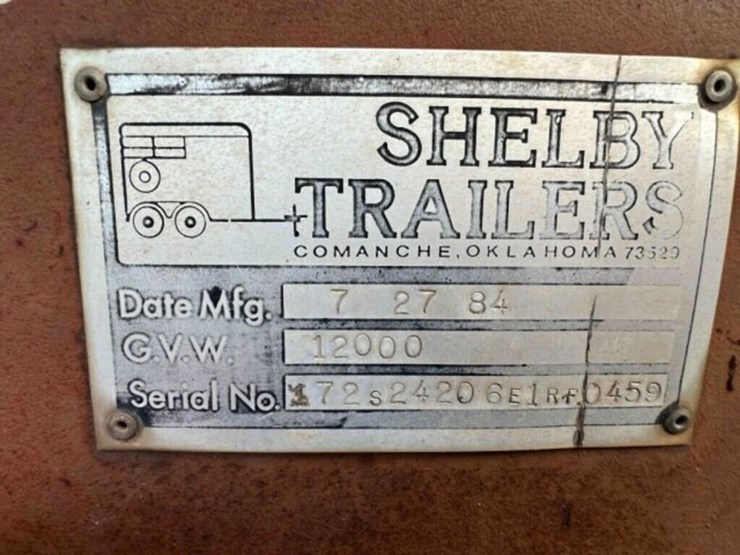 SHELBY
TRAILERS
COMANCHE, OKLAHOMA 73529
Date Mfg. 7 27 84
G.V.W. 12000
Serial No.